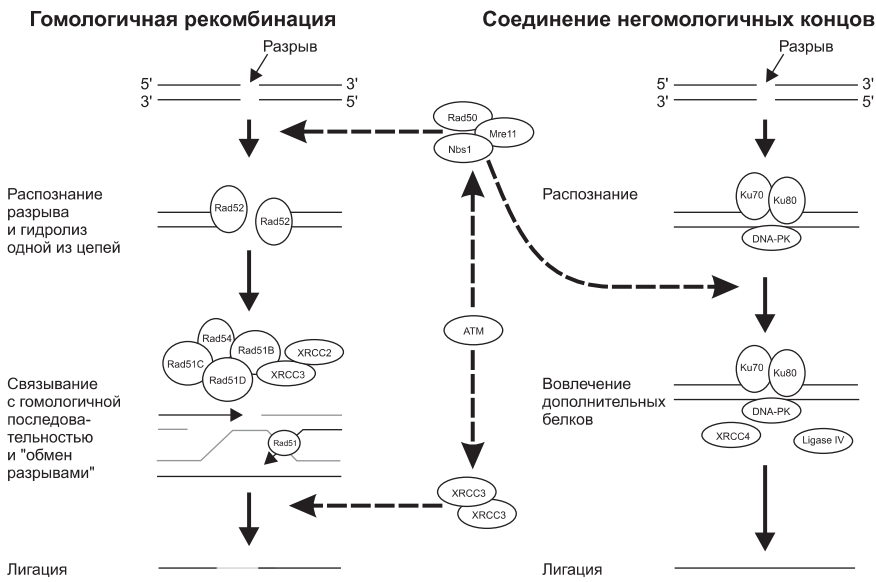 Гомологичная рекомбинация
Соединение негомологичных концов
Разрыв
5'
3'
3'
5'
Разрыв
5'
3'
3'
5'
Rad50
Mre11
Nbs1
Распознание
разрыва
и гидролиз
одной из цепей
Rad52
Rad52
Распознание
Ku70
Ku80
DNA-PK
ATM
Связывание
с гомологичной
последова-
тельностью
и "обмен
разрывами"
Rad54
Rad51B
XRCC2
Rad51C
XRCC3
Rad51D
Rad51
Вовлечение
дополнительных
белков
Ku70
Ku80
DNA-PK
XRCC4
Ligase IV
XRCC3
XRCC3
Лигация
Лигация